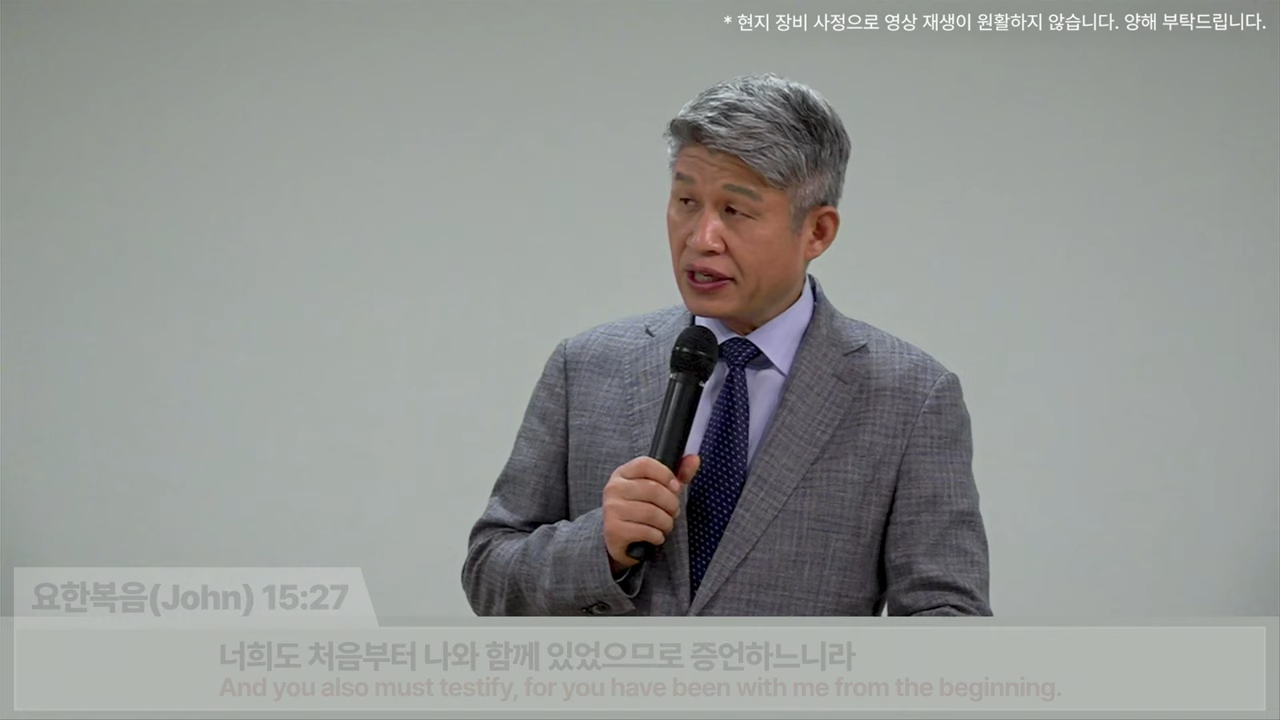 * 현지 장비 사정으로 영상 재생이 원활하지 않습니다. 양해 부탁드립니다.
요한복음(John) 15:27
너희도 처음부터 나와 함께 있었으므로 증언하느니라
And you also must testify, for you have been with me from the beginning.